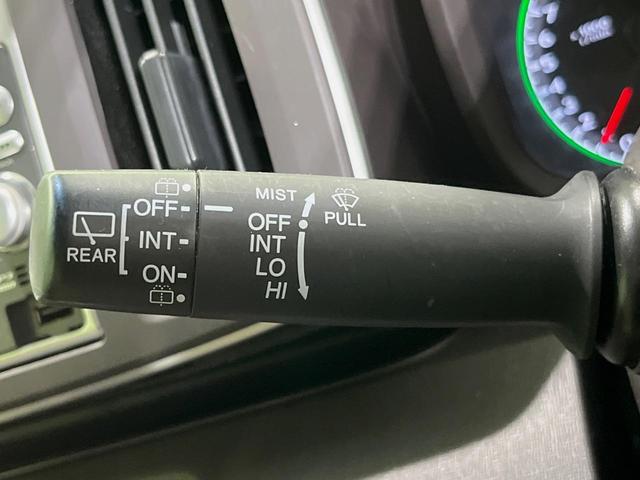 REAR
OFF
INT
ON
MIST
OFF
INT
LO
HI
PULL